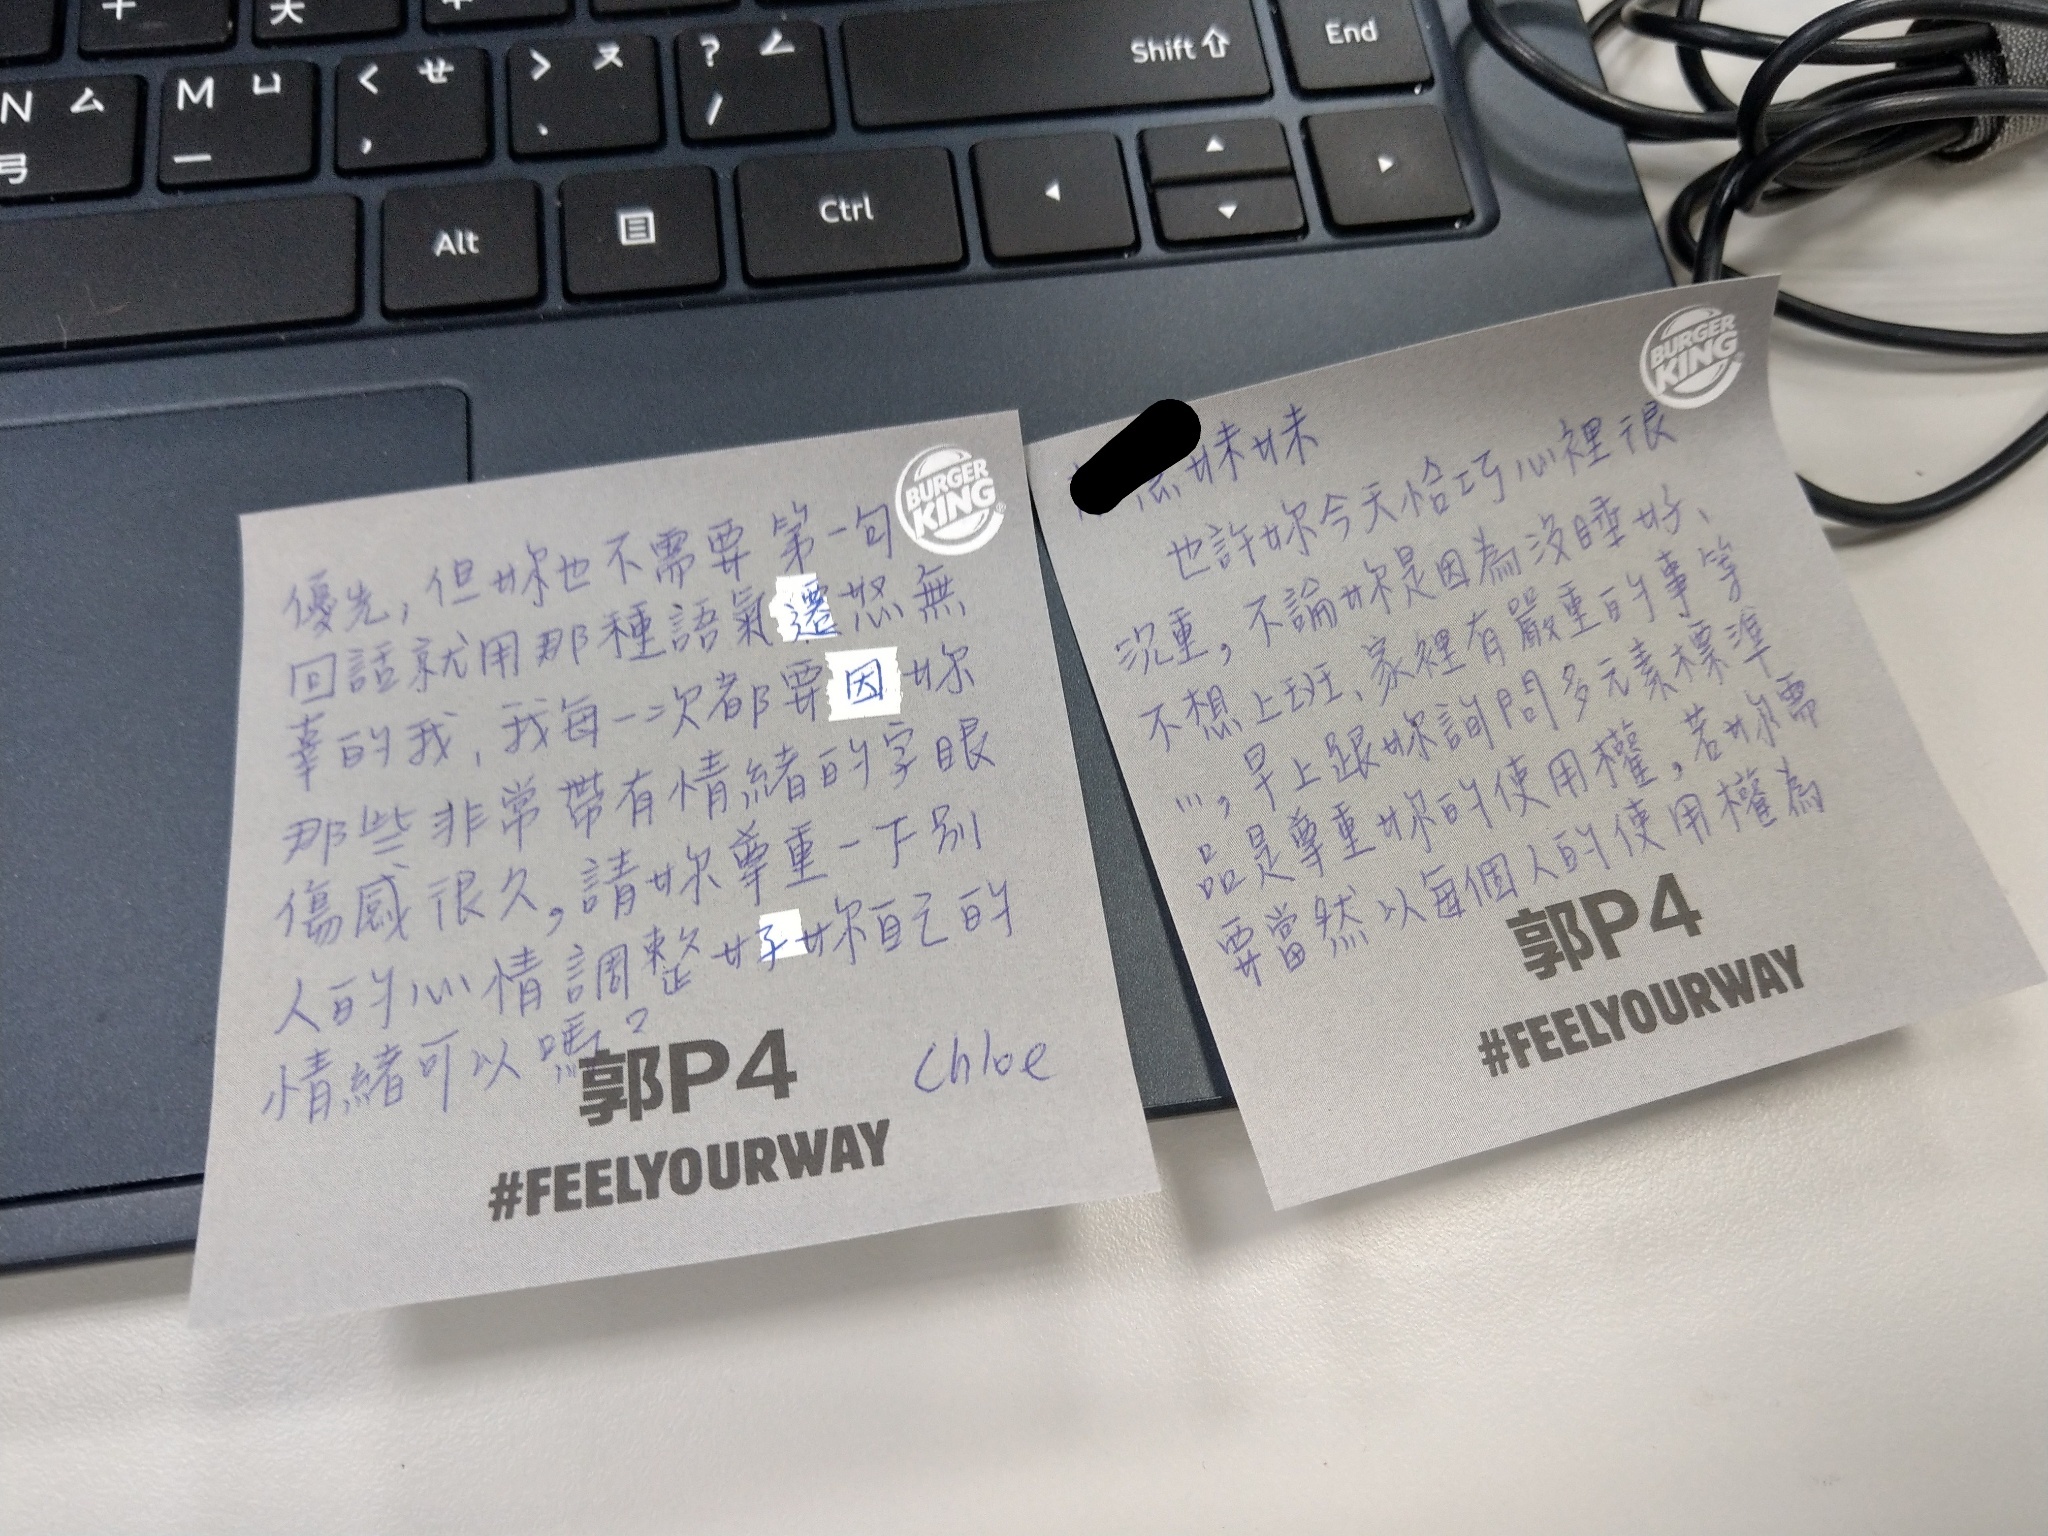 十
大
中
N ㄙ
弓
M ㄩ
一
< ㄝ
,
> ㄡ
.
? ㄥ
/
Shift
End
Alt
Ctrl
BURGER
KING
妹妹
也許妳今天恰巧心裡很
沉重，不論妳是因為沒睡好、
不想上班、家裡有嚴重的事等
…，早上跟妳詢問多元素標準
品是尊重妳的使用權，若妳需
要當然以每個人的使用權為
郭P4
#FEELYOURWAY
BURGER
KING
優先，但妳也不需要第一句
回話就用那種語氣遷怒無
辜的我，我每一次都要因妳
那些非常帶有情緒的字眼
傷感很久，請妳尊重一下別
人的心情調整好妳自己的
情緒可以嗎？
Chloe
郭P4
#FEELYOURWAY